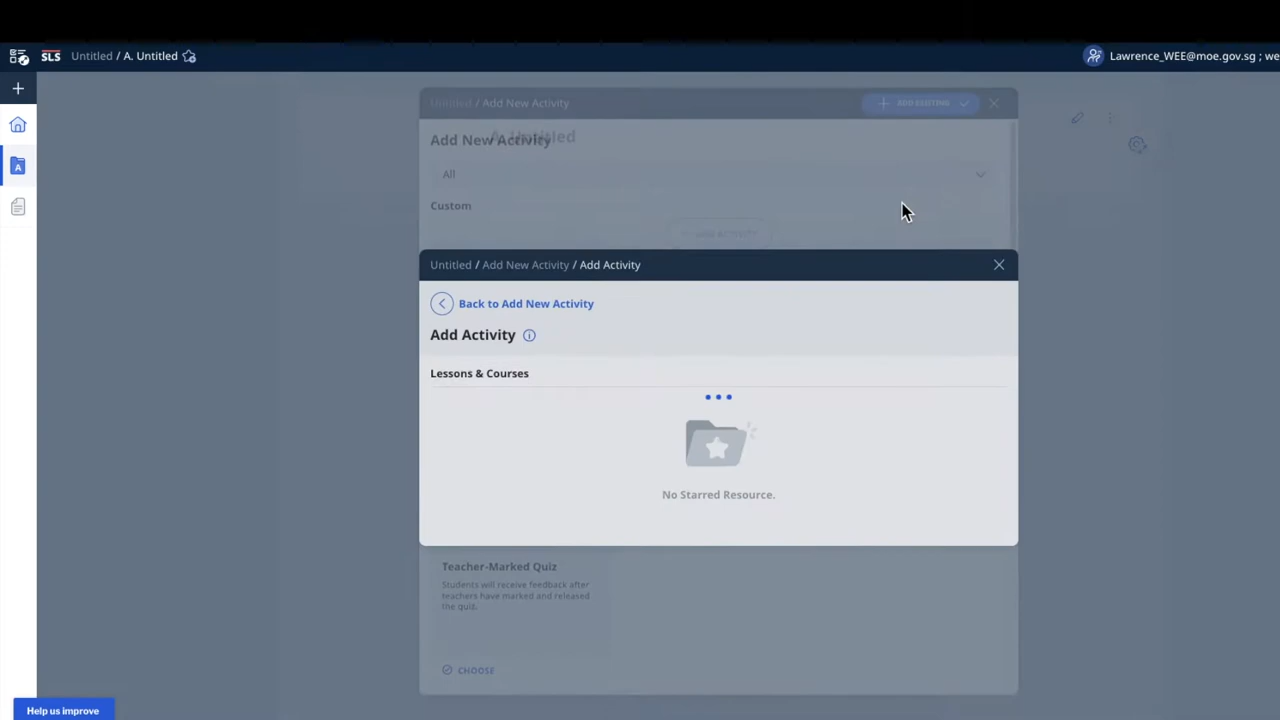 SLS Untitled / A. Untitled
Lawrence_WEE@moe.gov.sg ; we
Untitled / Add New Activity
ADD EXISTING
A. Untitled
Add New Activity
All
Custom
Untitled / Add New Activity / Add Activity
Back to Add New Activity
Add Activity
Lessons & Courses
No Starred Resource.
Teacher-Marked Quiz
Students will receive feedback after
teachers have marked and released
the quiz.
CHOOSE
Help us improve
A